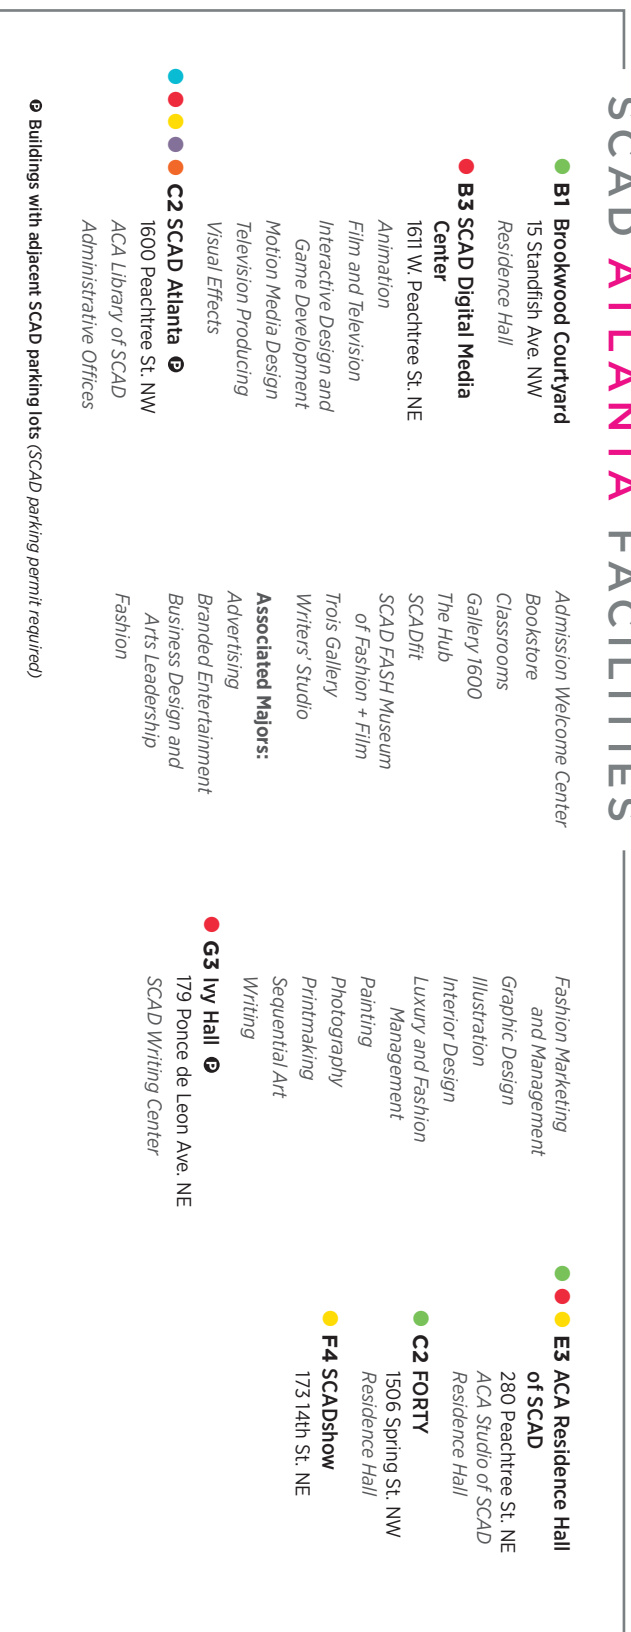 SCAD ATLANTA FACILITIES
B1 Brookwood Courtyard
15 Standfish Ave. NW
Residence Hall
B3 SCAD Digital Media
Center
1611 W. Peachtree St. NE
Animation
Film and Television
Interactive Design and
Game Development
Motion Media Design
Television Producing
Visual Effects
C2 SCAD Atlanta P
1600 Peachtree St. NW
ACA Library of SCAD
Administrative Offices
Admission Welcome Center
Bookstore
Classrooms
Gallery 1600
The Hub
SCADfit
SCAD FASH Museum
of Fashion + Film
Trois Gallery
Writers' Studio
Associated Majors:
Advertising
Branded Entertainment
Business Design and
Arts Leadership
Fashion
Fashion Marketing
and Management
Graphic Design
Illustration
Interior Design
Luxury and Fashion
Management
Painting
Photography
Printmaking
Sequential Art
Writing
G3 Ivy Hall P
179 Ponce de Leon Ave. NE
SCAD Writing Center
E3 ACA Residence Hall
of SCAD
280 Peachtree St. NE
ACA Studio of SCAD
Residence Hall
C2 FORTY
1506 Spring St. NW
Residence Hall
F4 SCADshow
173 14th St. NE
P Buildings with adjacent SCAD parking lots (SCAD parking permit required)